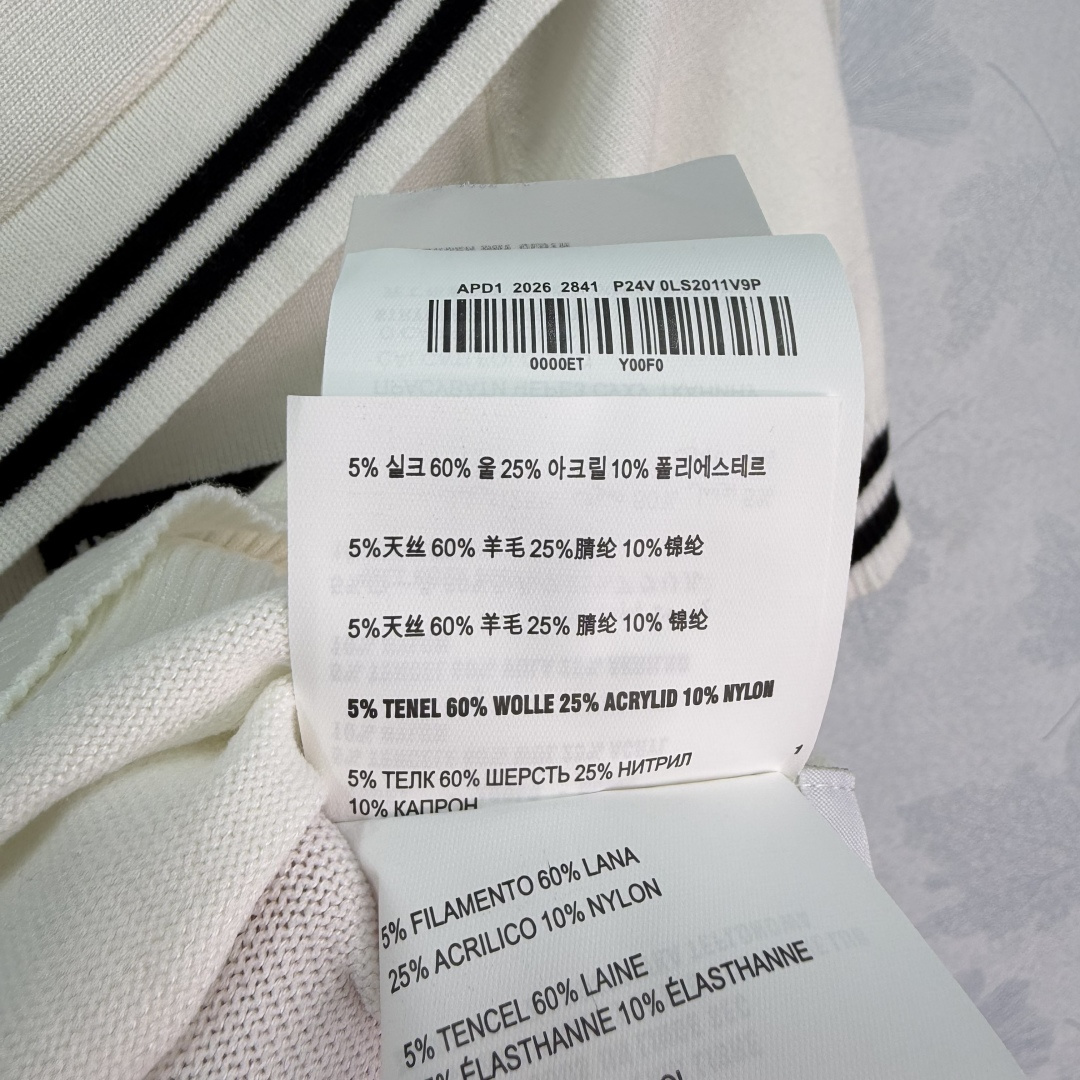 APD1 2026 2841 P24V 0LS2011V9P
0000ET Y00F0
5% 실크 60% 울 25% 아크릴 10% 폴리에스테르
5%天丝 60% 羊毛 25%腈纶 10%锦纶
5%天丝 60% 羊毛 25% 腈纶 10% 锦纶
5% TENEL 60% WOLLE 25% ACRYLID 10% NYLON
5% ТЕЛК 60% ШЕРСТЬ 25% НИТРИЛ
10% КАПРОН
1
5% FILAMENTO 60% LANA
25% ACRILICO 10% NYLON
5% TENCEL 60% LAINE
ÉLASTHANNE 10% ÉLASTHANNE